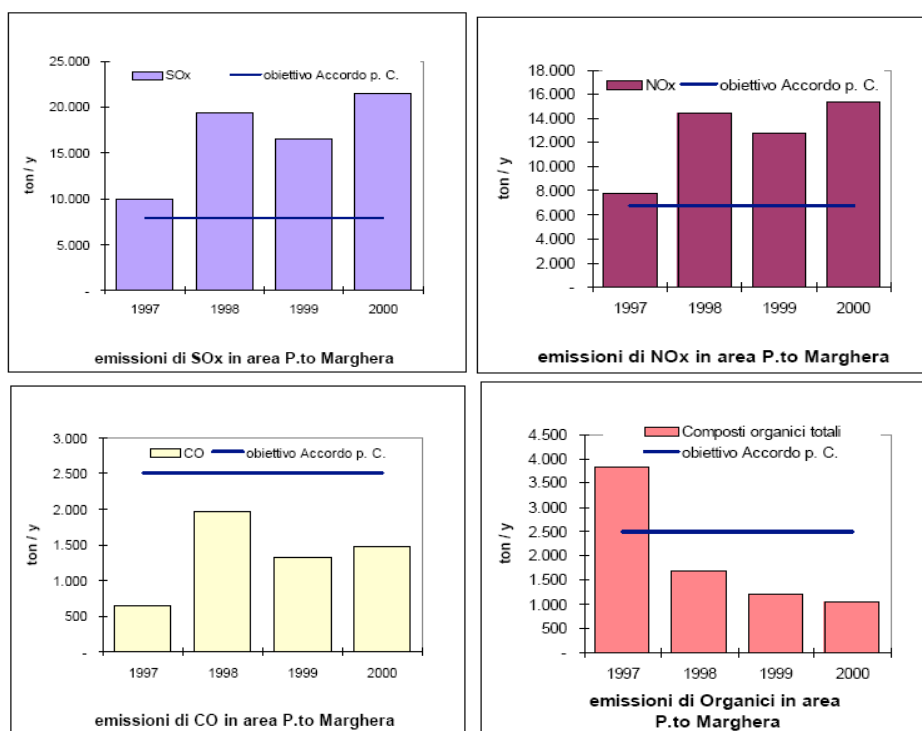 25.000
SOx
obiettivo Accordo p. C.
20.000
15.000
10.000
5.000
-
ton / y
1997
1998
1999
2000
emissioni di SOx in area P.to Marghera
18.000
NOx
obiettivo Accordo p. C.
16.000
14.000
12.000
10.000
8.000
6.000
4.000
2.000
-
ton / y
1997
1998
1999
2000
emissioni di NOx in area P.to Marghera
3.000
CO
obiettivo Accordo p. C.
2.500
2.000
1.500
1.000
500
-
ton / y
1997
1998
1999
2000
emissioni di CO in area P.to Marghera
4.500
Composti organici totali
obiettivo Accordo p. C.
4.000
3.500
3.000
2.500
2.000
1.500
1.000
500
-
ton / y
1997
1998
1999
2000
emissioni di Organici in area
P.to Marghera